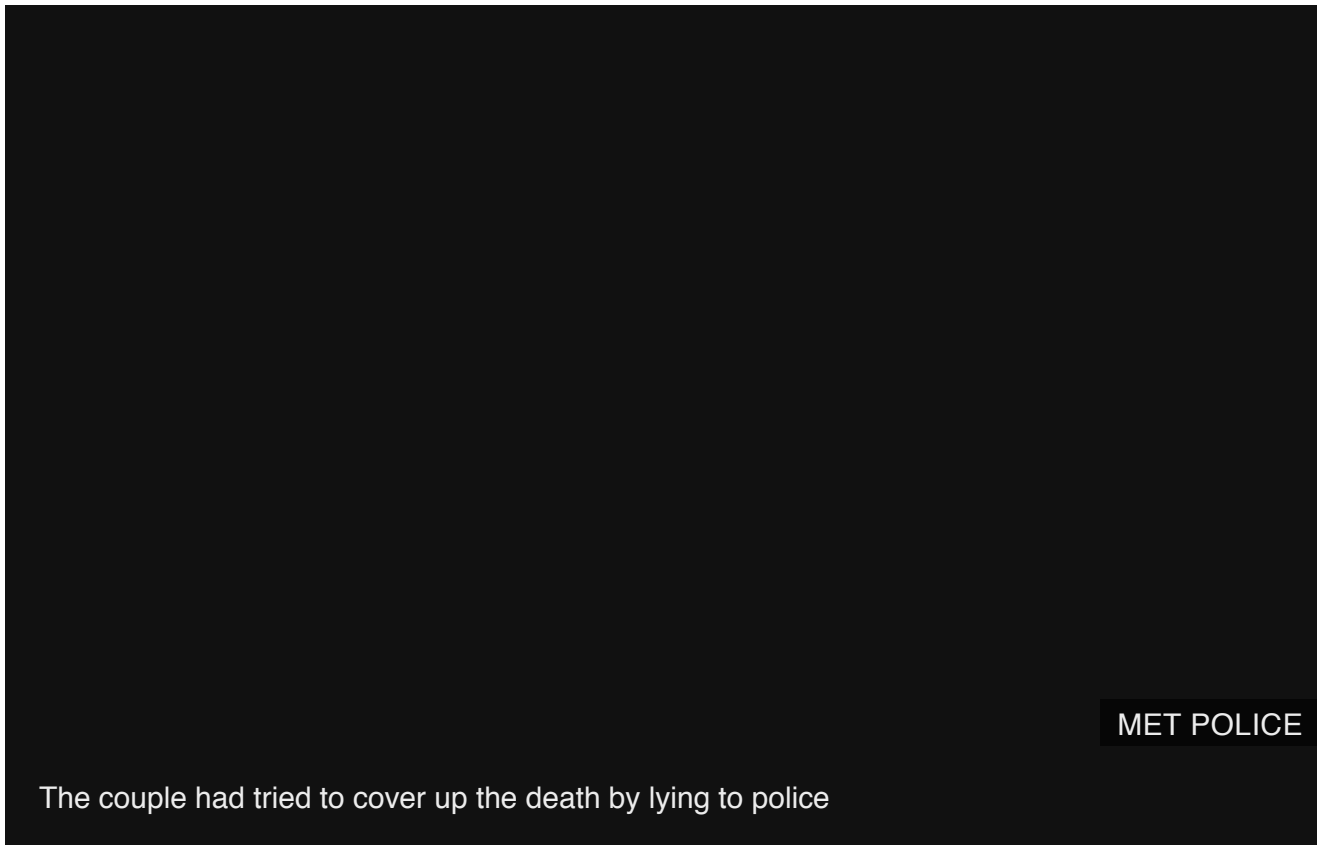 MET POLICE
The couple had tried to cover up the death by lying to police